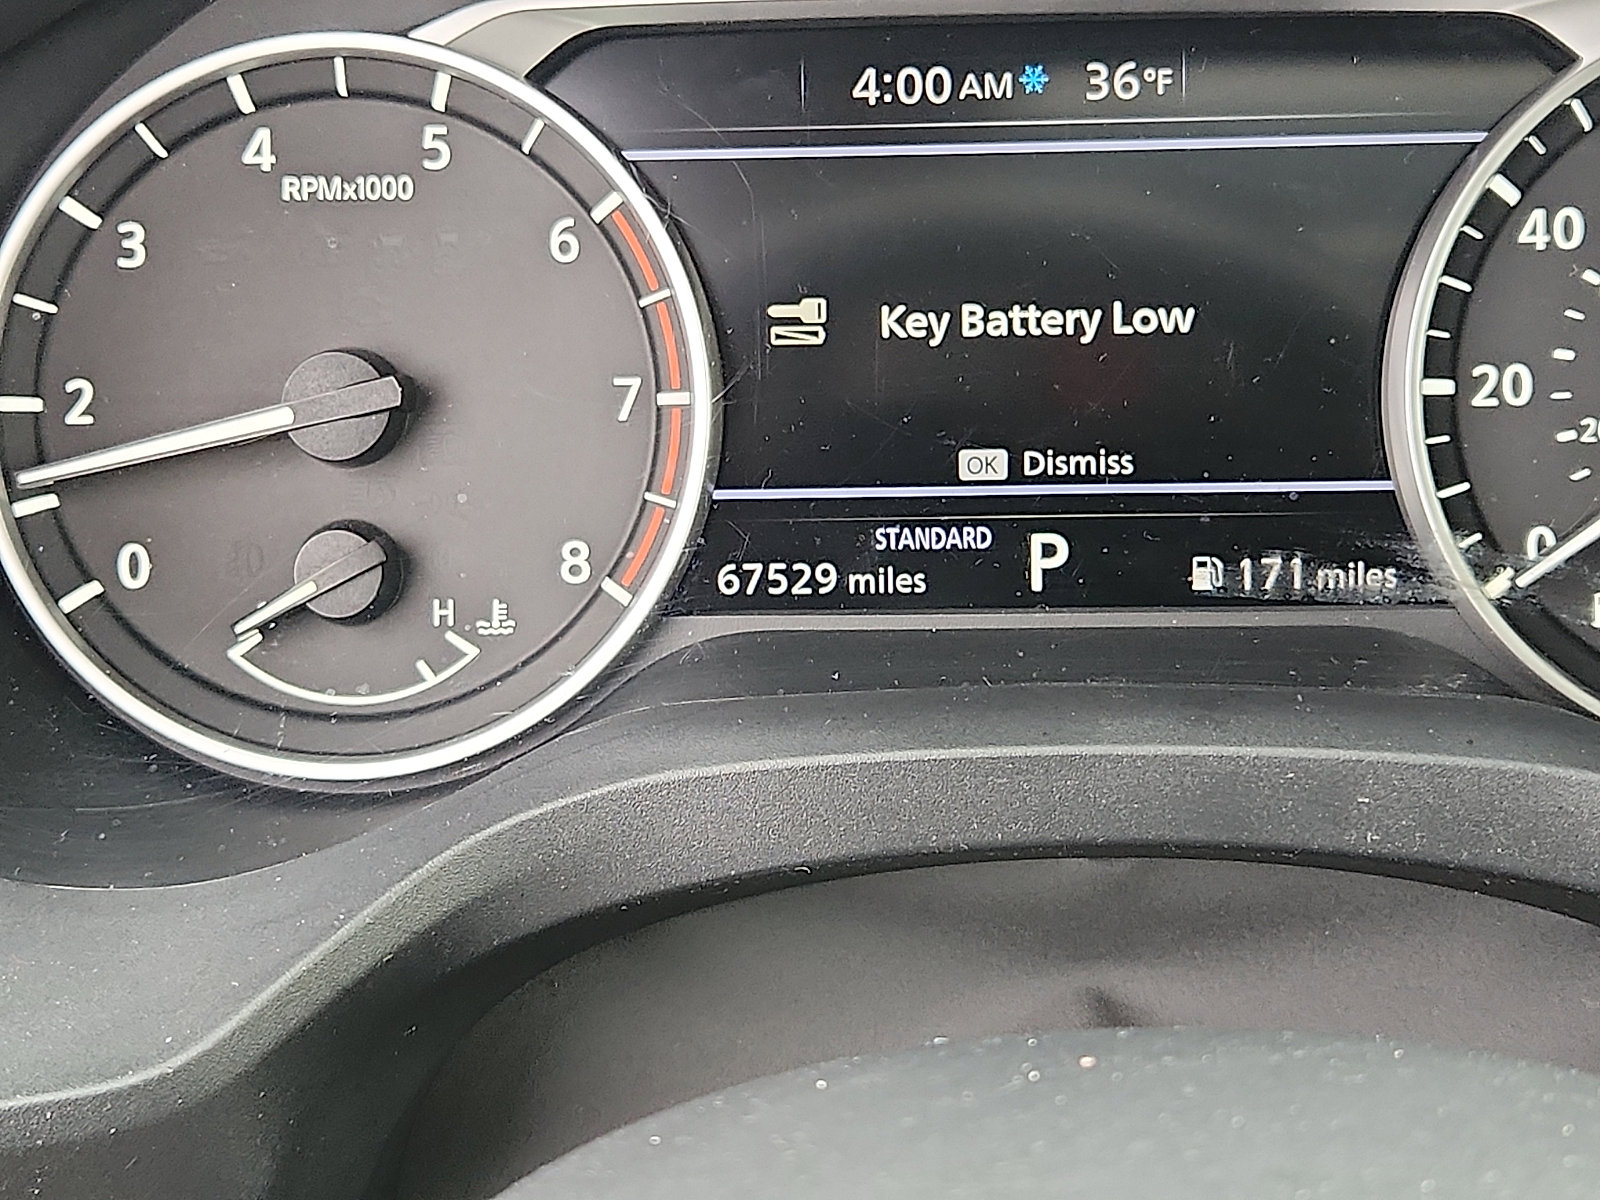 4:00 AM 36°F
4 5
RPMx1000
3 6
40
Key Battery Low
2 7
20
OK Dismiss
STANDARD P
0 8
67529 miles
171 miles
0
H